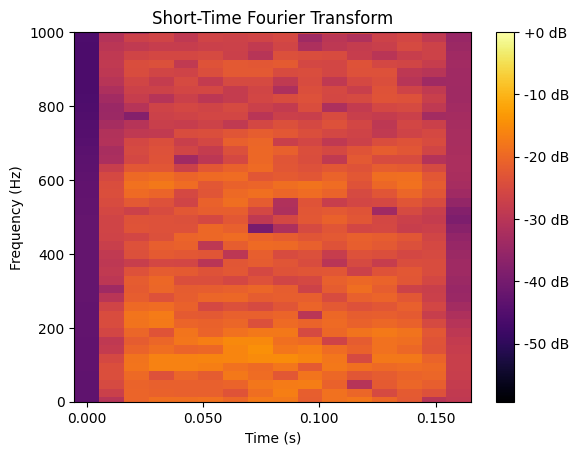 Short-Time Fourier Transform
1000
800
600
400
200
0
Frequency (Hz)
0.000
0.050
0.100
0.150
Time (s)
+0 dB
-10 dB
-20 dB
-30 dB
-40 dB
-50 dB